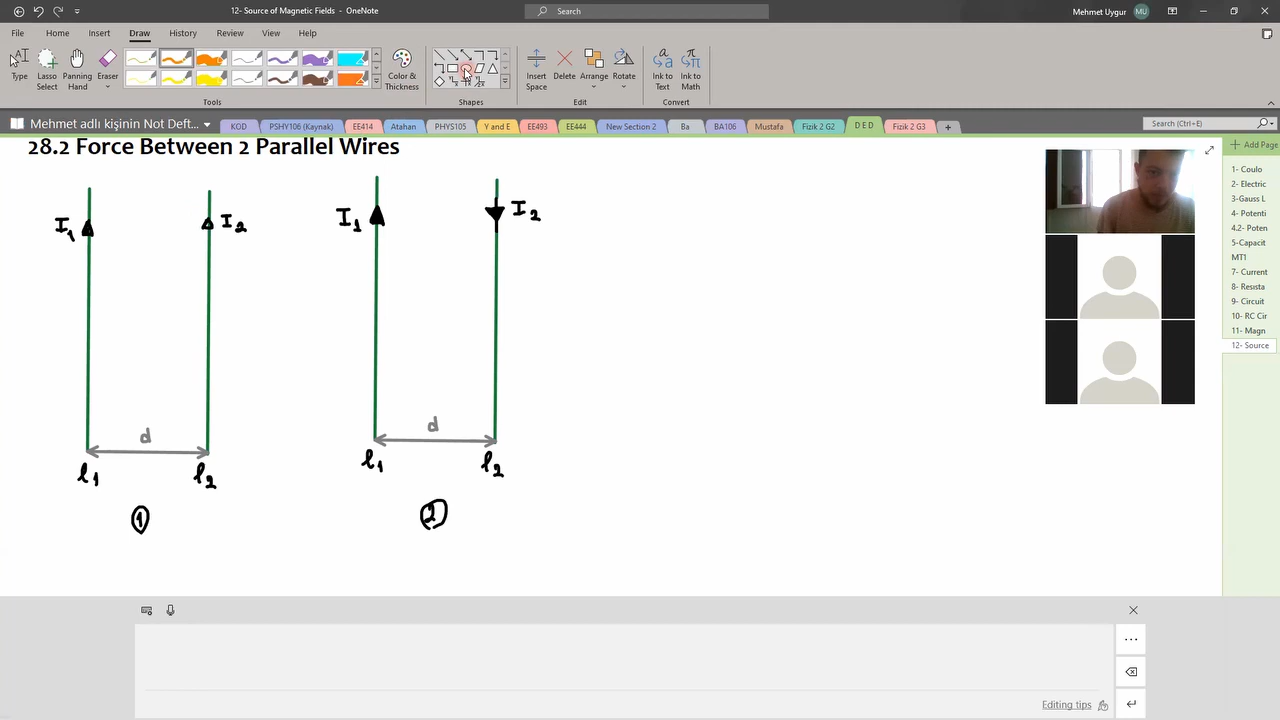 12- Source of Magnetic Fields - OneNote
Search
Mehmet Uygur MU
File Home Insert Draw History Review View Help
Type
Lasso Select
Panning Hand
Eraser
Color & Thickness
Insert Space
Delete
Arrange
Rotate
Ink to Text
Ink to Math
Tools
Shapes
Edit
Convert
Mehmet adlı kişinin Not Deft...
KOD PSHY106 (Kaynak) EE414 Atahan PHYS105 Y and E EE493 EE444 New Section 2 Ba BA106 Mustafa Fizik 2 G2 D E D Fizik 2 G3 +
Search (Ctrl+E)
28.2 Force Between 2 Parallel Wires
I1 I2 I1 I2
d d
l1 l2 l1 l2
1 2
Add Page
1- Coulo
2- Electric
3-Gauss L
4- Potenti
4.2- Poten
5-Capacit
MT1
7- Current
8- Resista
9- Circuit
10- RC Cir
11- Magn
12- Source
Editing tips